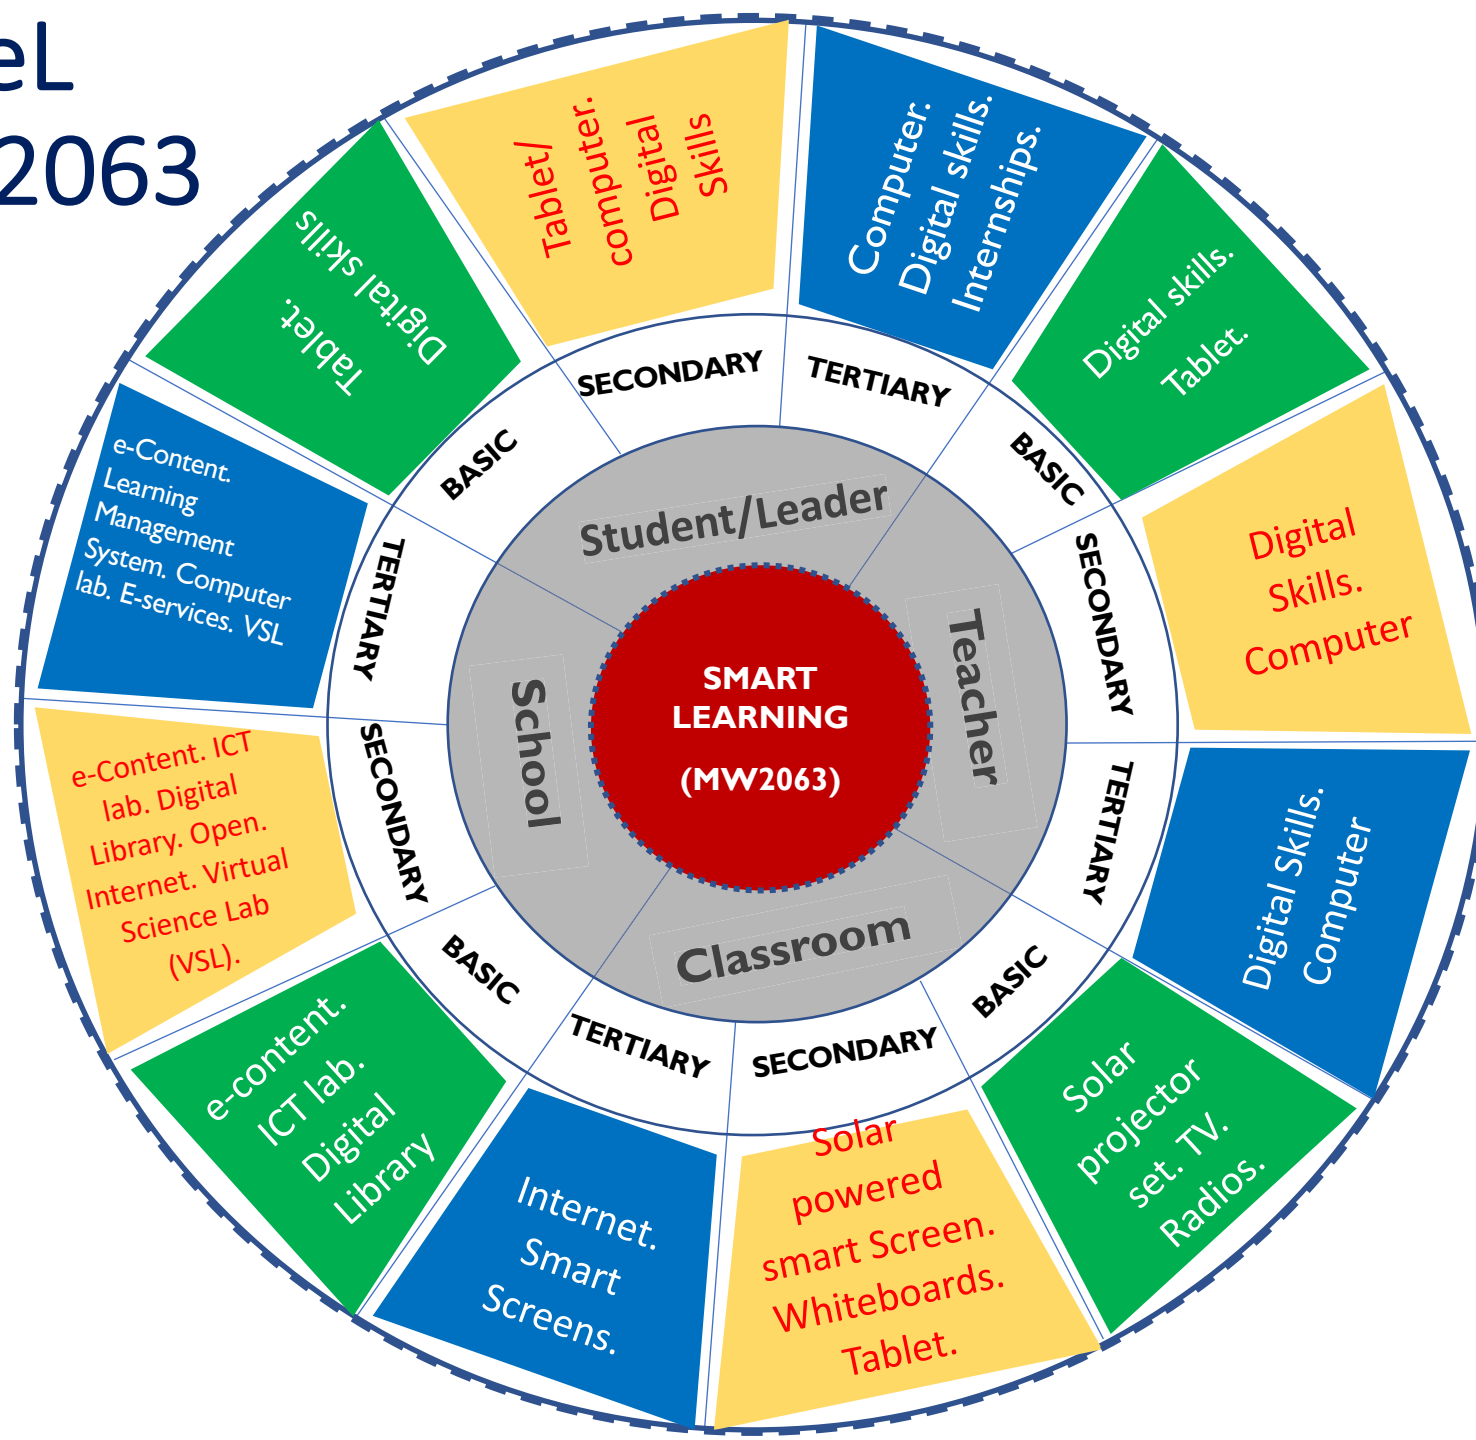 eL
2063
SMART
LEARNING
(MW2063)
Student/Leader
Teacher
Classroom
School
BASIC
SECONDARY
TERTIARY
BASIC
SECONDARY
TERTIARY
BASIC
SECONDARY
TERTIARY
BASIC
SECONDARY
TERTIARY
Tablet.
Digital skills
Tablet/
computer.
Digital
Skills
Computer.
Digital skills.
Internships.
Digital skills.
Tablet.
Digital
Skills.
Computer
Digital Skills.
Computer
Solar
projector
set. TV.
Radios.
Solar
powered
smart Screen.
Whiteboards.
Tablet.
Internet.
Smart
Screens.
e-content.
ICT lab.
Digital
Library
e-Content. ICT
lab. Digital
Library. Open.
Internet. Virtual
Science Lab
(VSL).
e-Content.
Learning
Management
System. Computer
lab. E-services. VSL